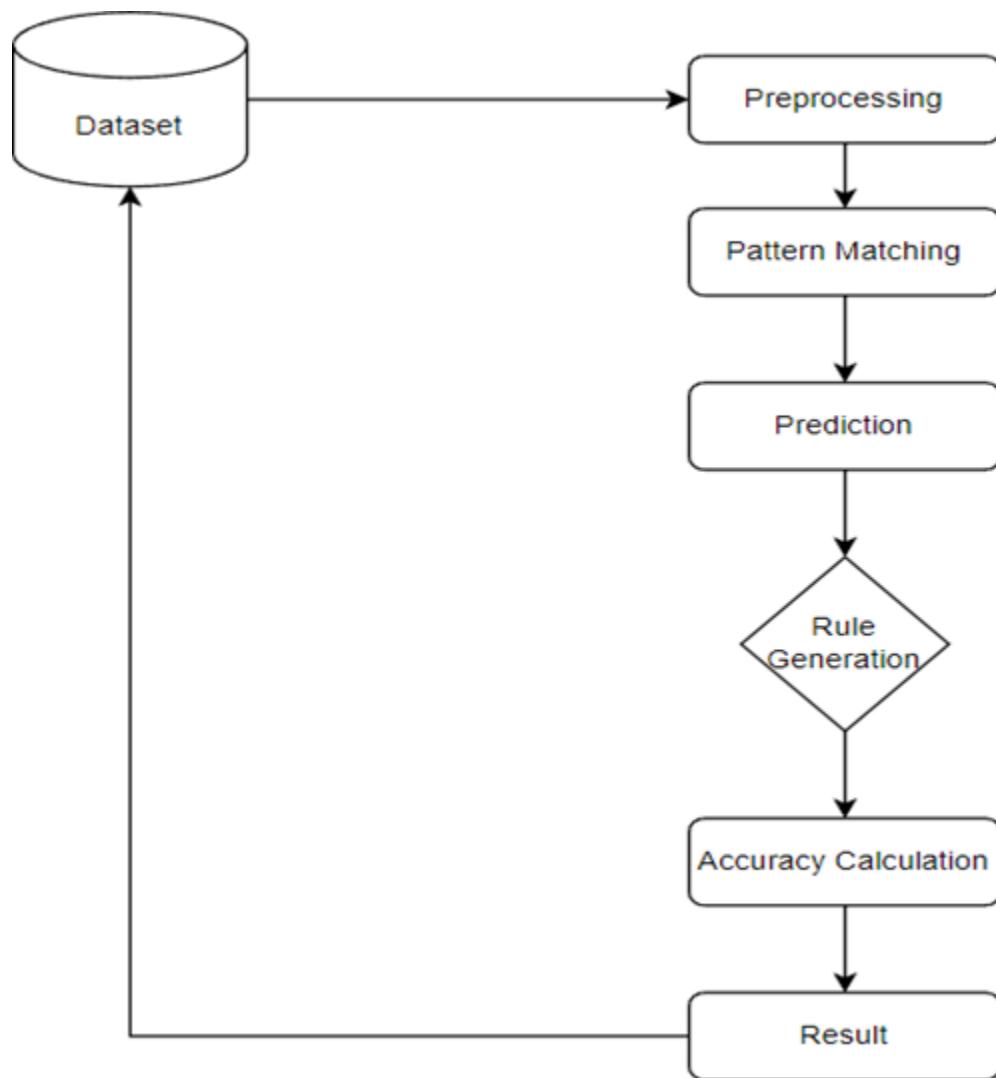 Dataset
Preprocessing
Pattern Matching
Prediction
Rule
Generation
Accuracy Calculation
Result